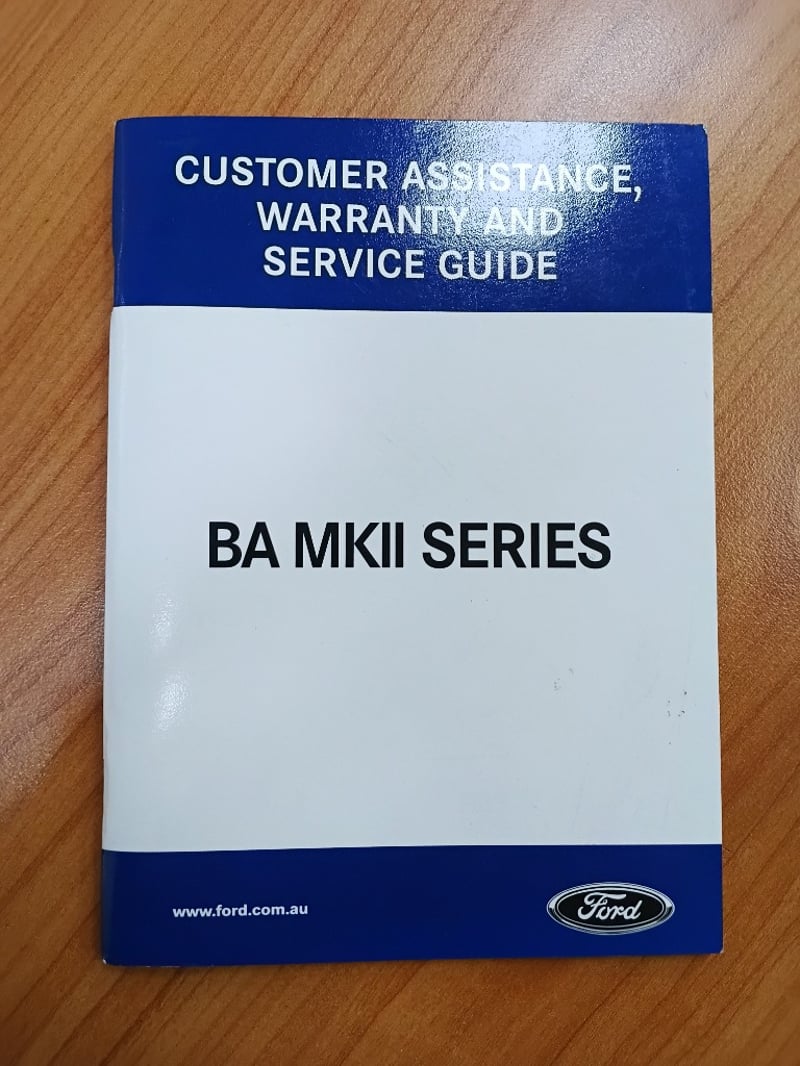 CUSTOMER ASSISTANCE,
WARRANTY AND
SERVICE GUIDE
BA MKII SERIES
www.ford.com.au
Ford